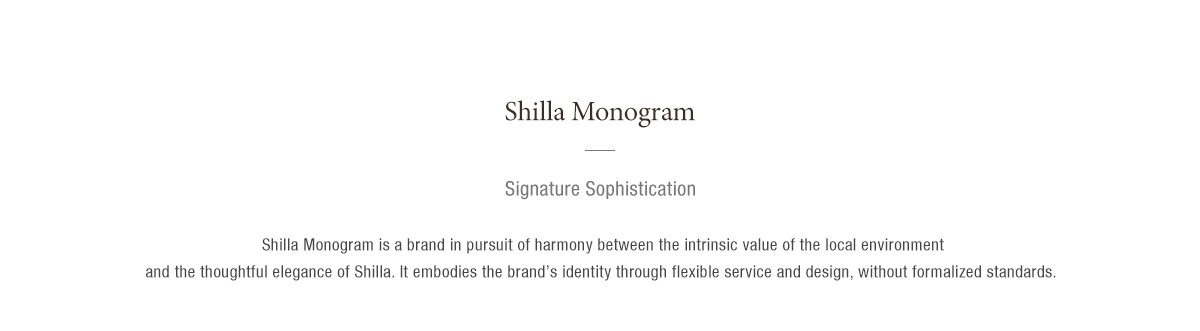 Shilla Monogram
Signature Sophistication
Shilla Monogram is a brand in pursuit of harmony between the intrinsic value of the local environment
and the thoughtful elegance of Shilla. It embodies the brand’s identity through flexible service and design, without formalized standards.